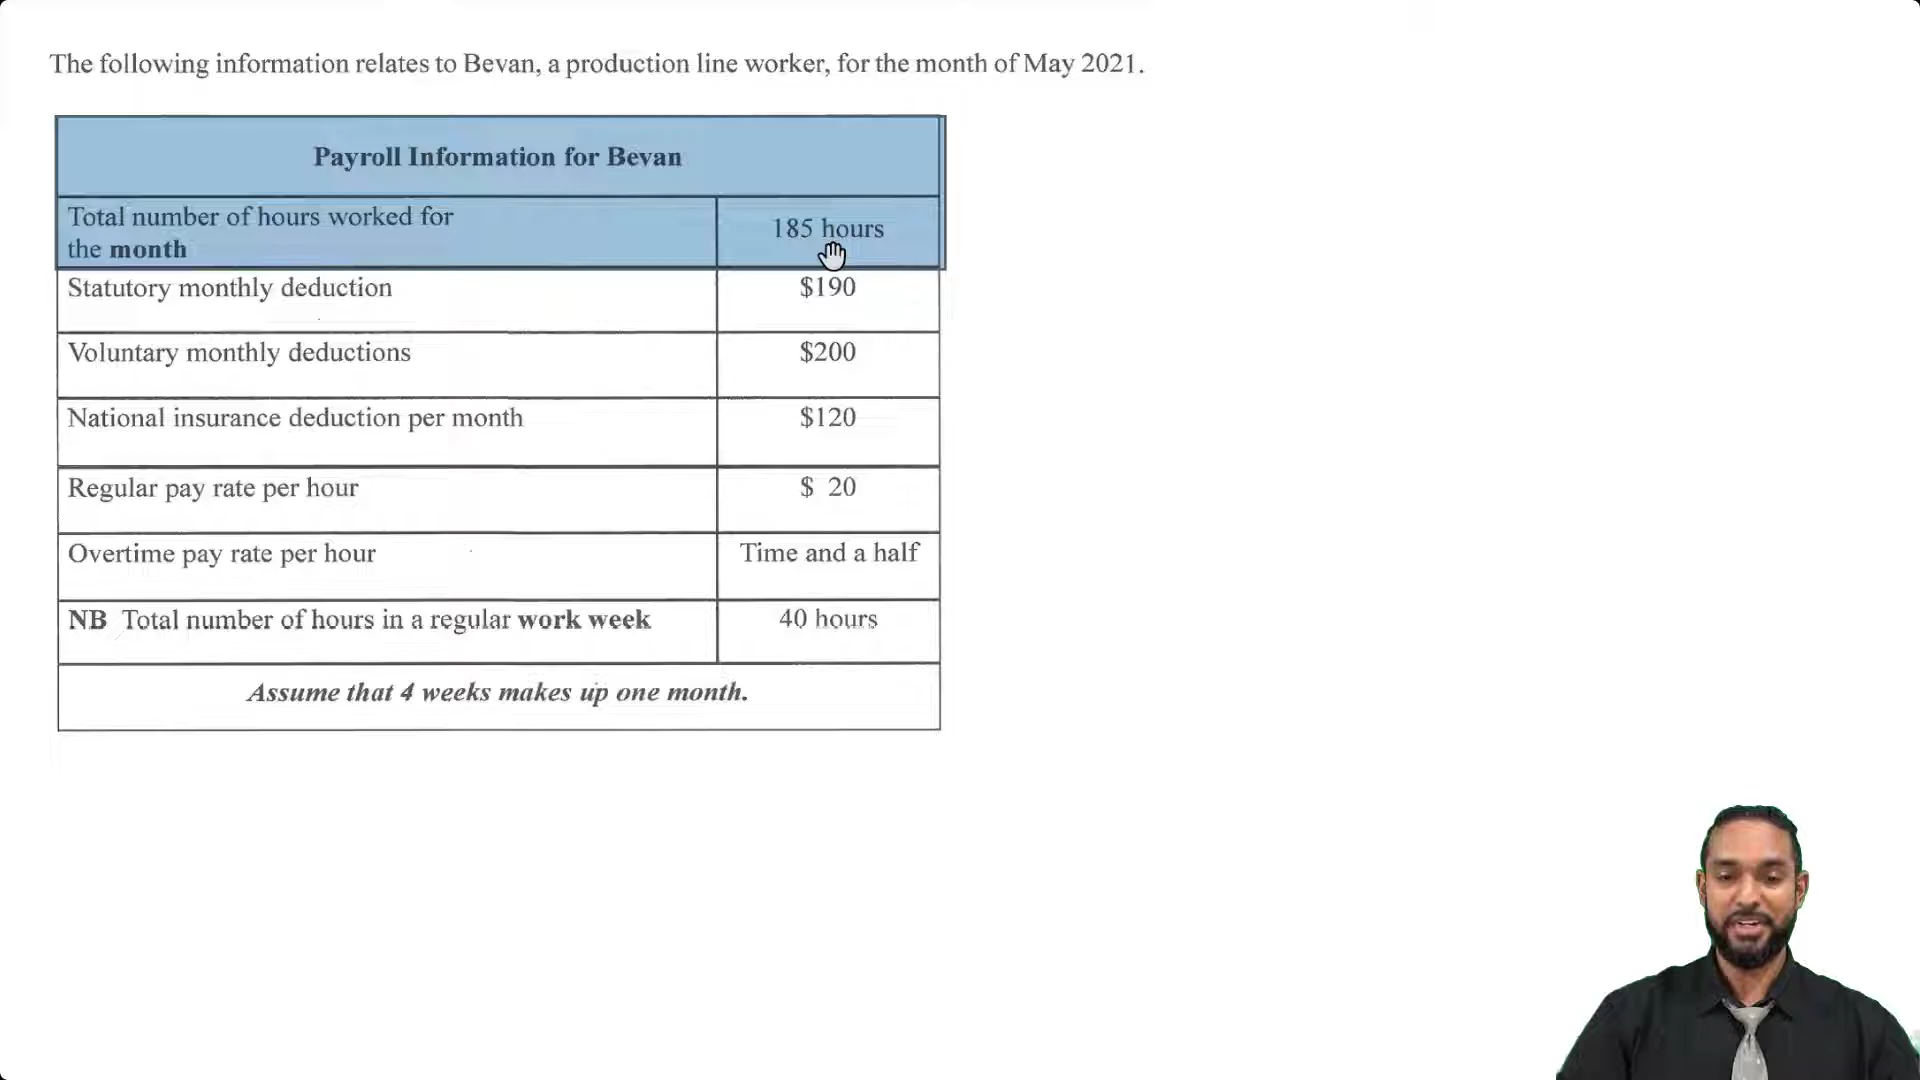 The following information relates to Bevan, a production line worker, for the month of May 2021.
Payroll Information for Bevan
Total number of hours worked for
the month
185 hours
Statutory monthly deduction
$190
Voluntary monthly deductions
$200
National insurance deduction per month
$120
Regular pay rate per hour
$ 20
Overtime pay rate per hour
Time and a half
NB Total number of hours in a regular work week
40 hours
Assume that 4 weeks makes up one month.